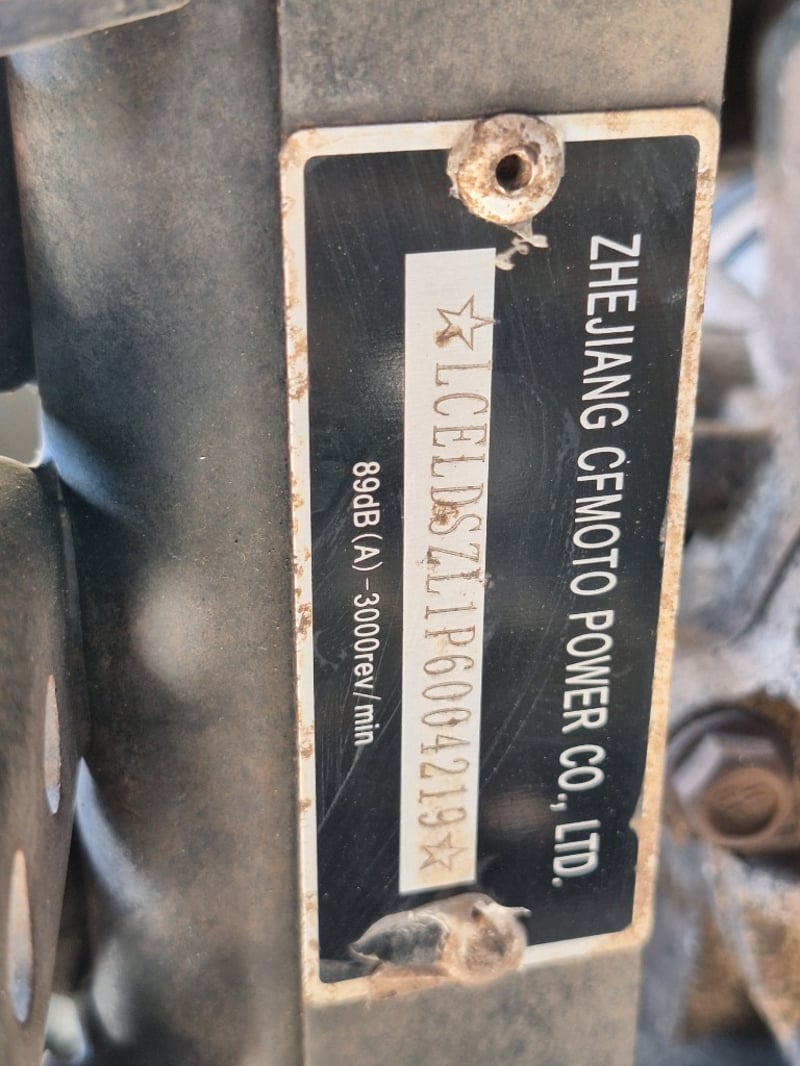 ZHEJIANG CFMOTO POWER CO., LTD.
☆LCELDSZL1P6004219☆
89dB(A)-3000rev/min